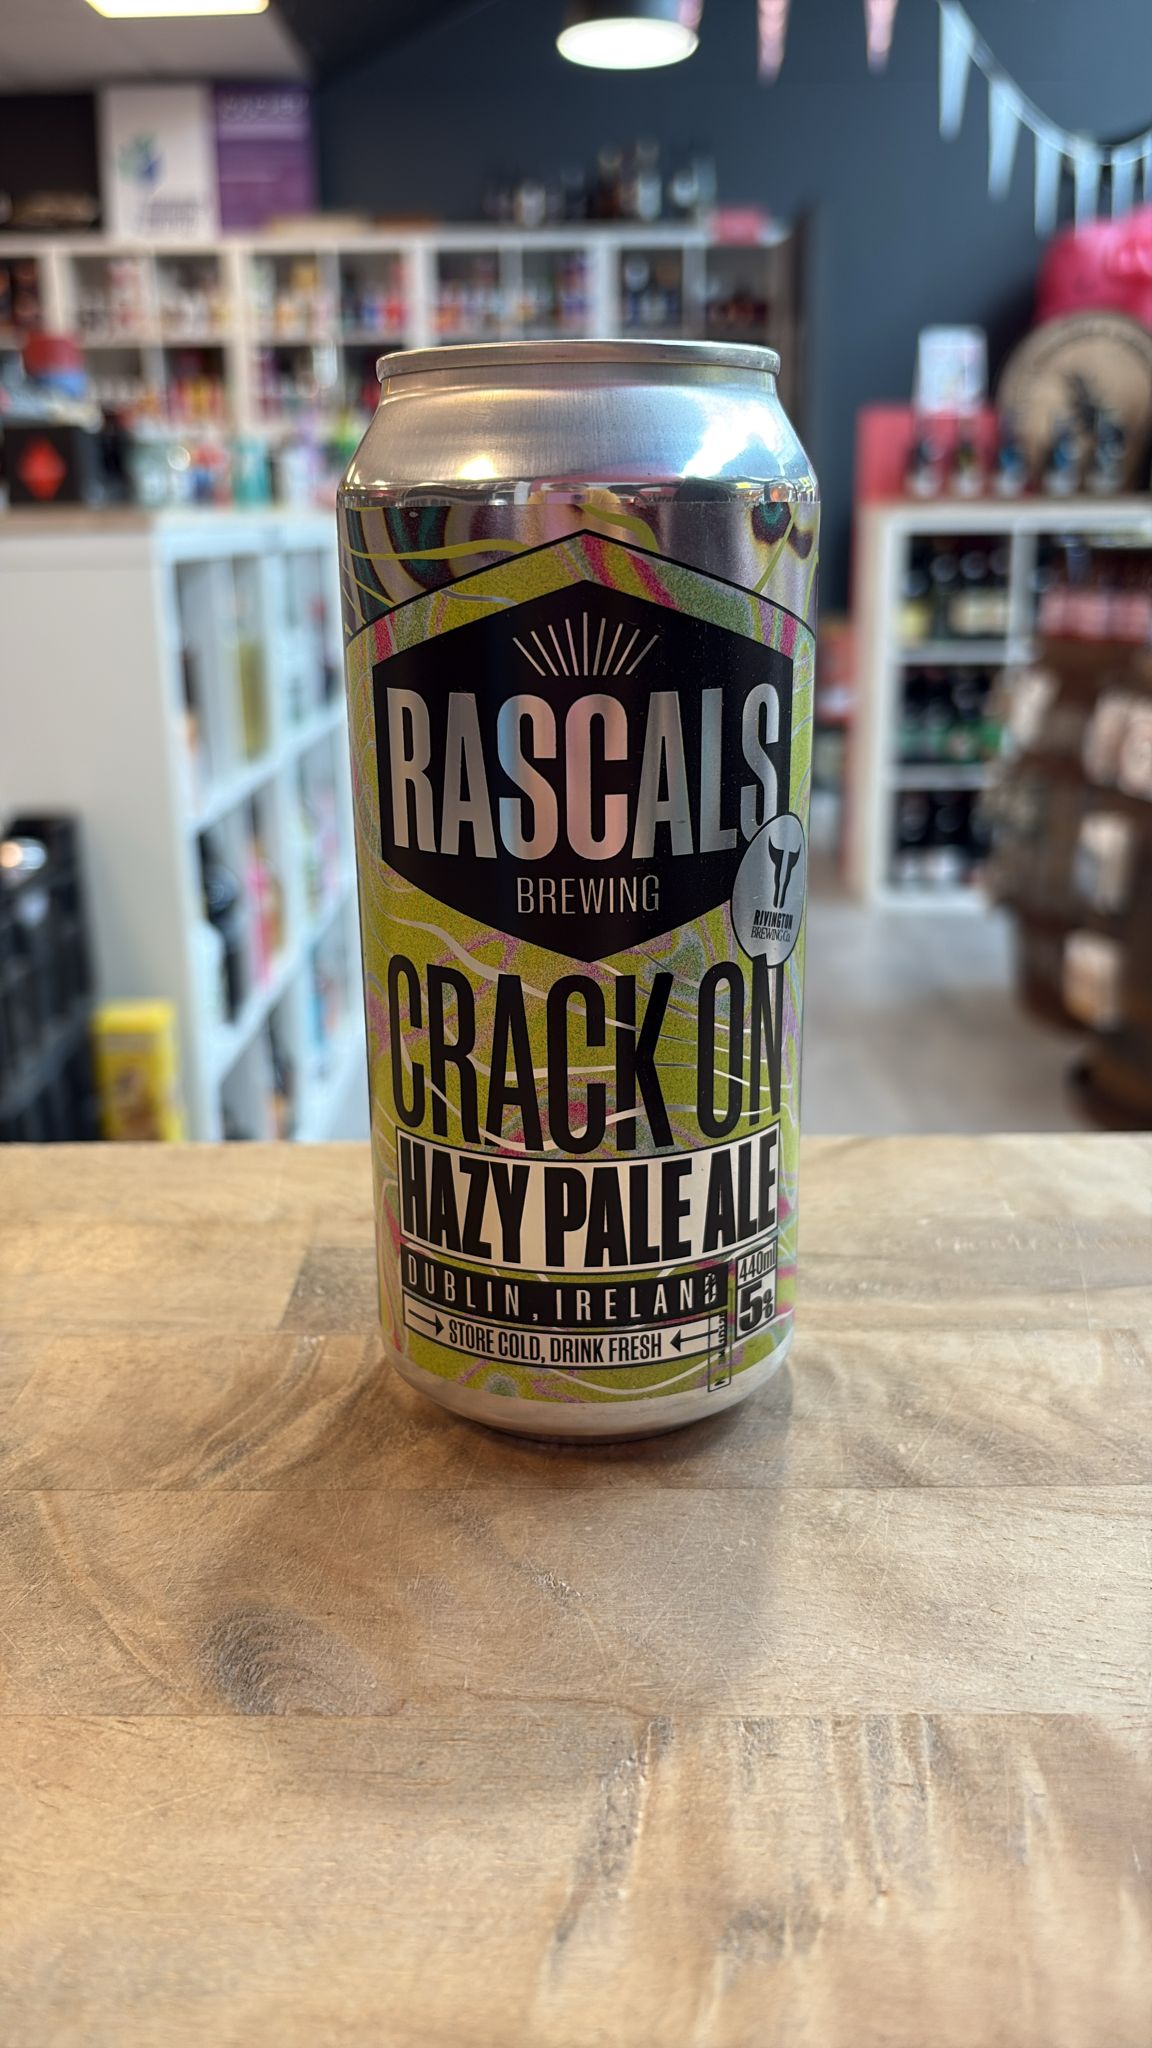 RASCALS
BREWING
RIVINGTON
BREWING Co.
CRACK ON
HAZY PALE ALE
DUBLIN, IRELAND
440ml
5%
STORE COLD, DRINK FRESH